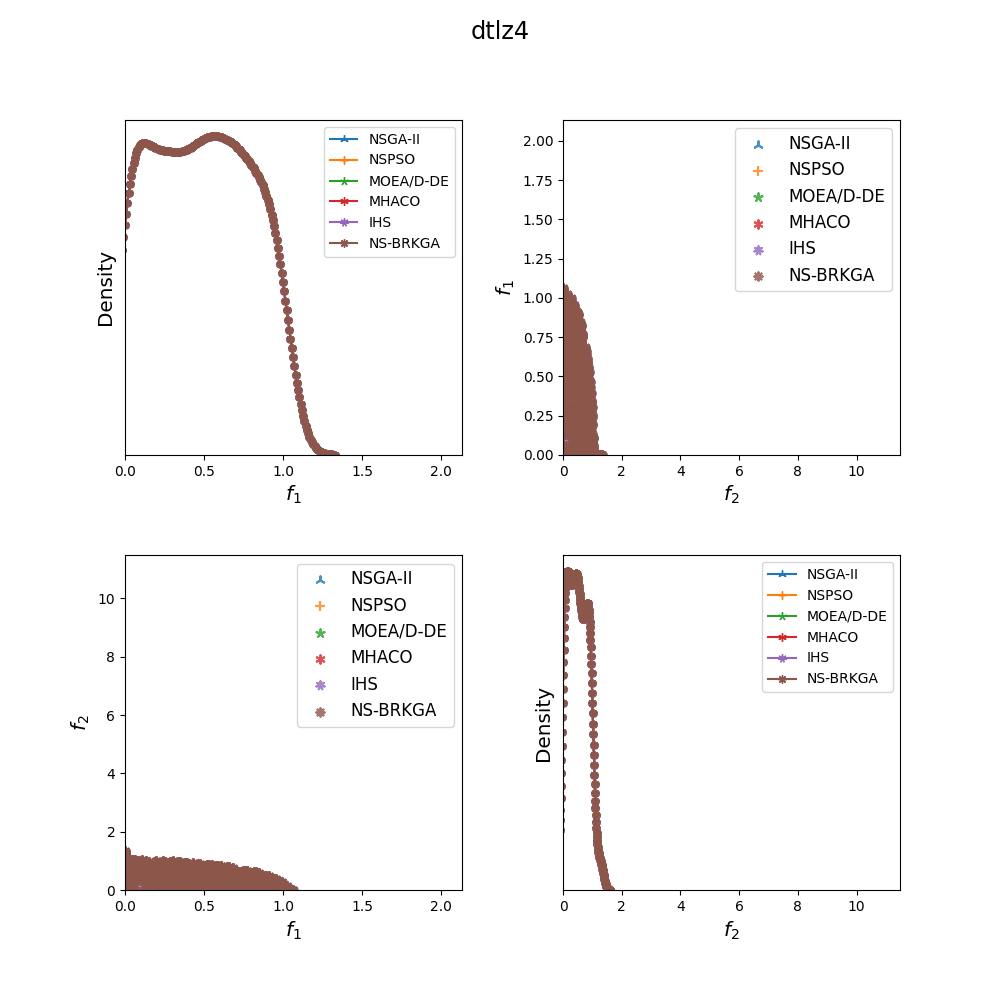 dtlz4
Density
NSGA-II
NSPSO
MOEA/D-DE
MHACO
IHS
NS-BRKGA
0.0 0.5 1.0 1.5 2.0
f1
f1
2.00
1.75
1.50
1.25
1.00
0.75
0.50
0.25
0.00
NSGA-II
NSPSO
MOEA/D-DE
MHACO
IHS
NS-BRKGA
0 2 4 6 8 10
f2
f2
10
8
6
4
2
0
NSGA-II
NSPSO
MOEA/D-DE
MHACO
IHS
NS-BRKGA
0.0 0.5 1.0 1.5 2.0
f1
Density
NSGA-II
NSPSO
MOEA/D-DE
MHACO
IHS
NS-BRKGA
0 2 4 6 8 10
f2